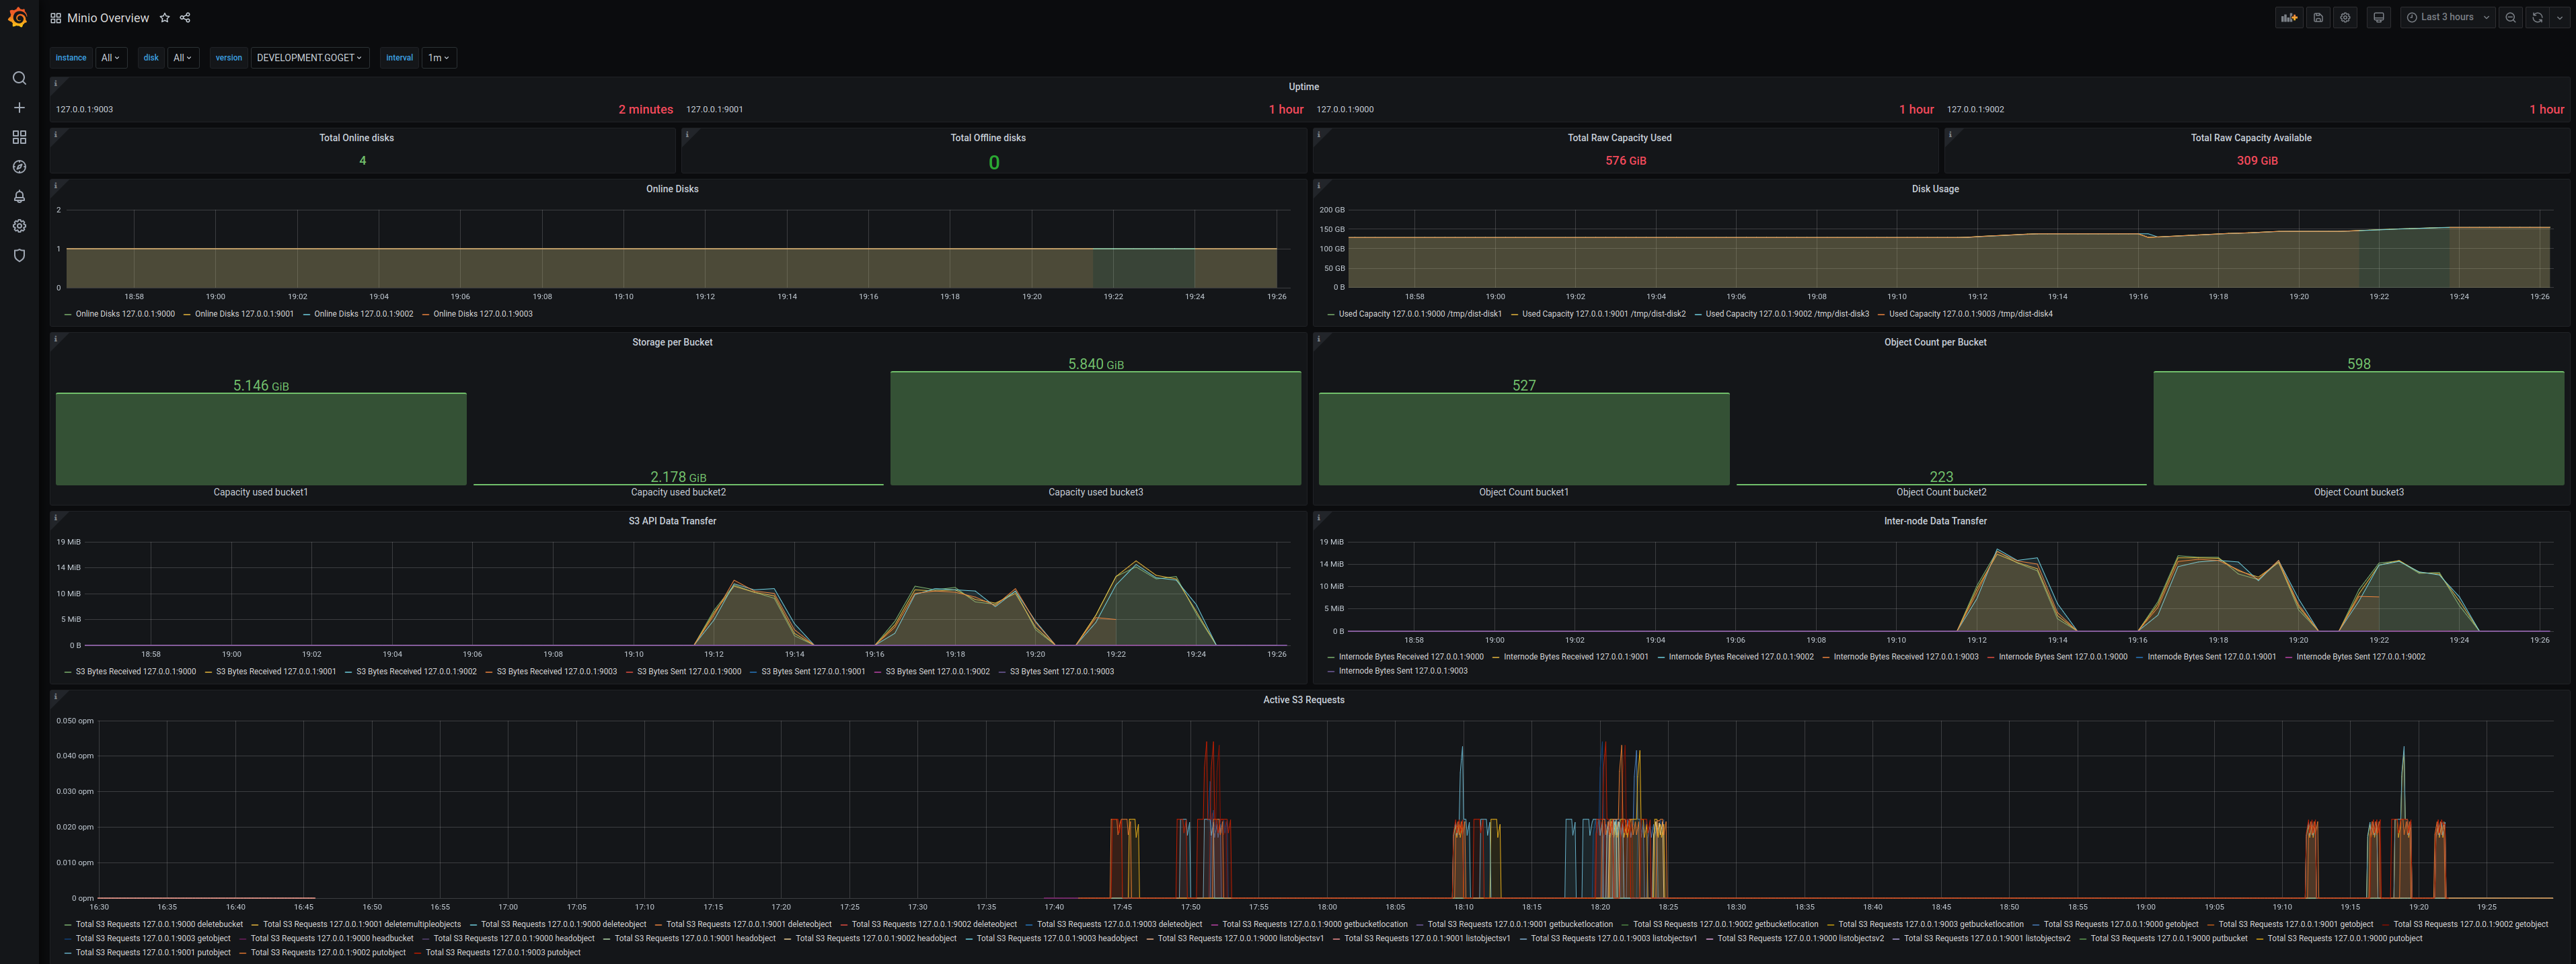 Minio Overview
Last 3 hours
instance All disk All version DEVELOPMENT.GOGET interval 1m
Uptime
127.0.0.1:9003 2 minutes 127.0.0.1:9001 1 hour 127.0.0.1:9000 1 hour 127.0.0.1:9002 1 hour
Total Online disks
4
Total Offline disks
0
Total Raw Capacity Used
576 GiB
Total Raw Capacity Available
309 GiB
Online Disks
2
1
0
18:58 19:00 19:02 19:04 19:06 19:08 19:10 19:12 19:14 19:16 19:18 19:20 19:22 19:24 19:26
Online Disks 127.0.0.1:9000 Online Disks 127.0.0.1:9001 Online Disks 127.0.0.1:9002 Online Disks 127.0.0.1:9003
Disk Usage
200 GB
150 GB
100 GB
50 GB
0 B
18:58 19:00 19:02 19:04 19:06 19:08 19:10 19:12 19:14 19:16 19:18 19:20 19:22 19:24 19:26
Used Capacity 127.0.0.1:9000 /tmp/dist-disk1 Used Capacity 127.0.0.1:9001 /tmp/dist-disk2 Used Capacity 127.0.0.1:9002 /tmp/dist-disk3 Used Capacity 127.0.0.1:9003 /tmp/dist-disk4
Storage per Bucket
5.146 GiB 2.178 GiB 5.840 GiB
Capacity used bucket1 Capacity used bucket2 Capacity used bucket3
Object Count per Bucket
527 223 598
Object Count bucket1 Object Count bucket2 Object Count bucket3
S3 API Data Transfer
19 MiB
14 MiB
10 MiB
5 MiB
0 B
18:58 19:00 19:02 19:04 19:06 19:08 19:10 19:12 19:14 19:16 19:18 19:20 19:22 19:24 19:26
S3 Bytes Received 127.0.0.1:9000 S3 Bytes Received 127.0.0.1:9001 S3 Bytes Received 127.0.0.1:9002 S3 Bytes Received 127.0.0.1:9003 S3 Bytes Sent 127.0.0.1:9000 S3 Bytes Sent 127.0.0.1:9001 S3 Bytes Sent 127.0.0.1:9002 S3 Bytes Sent 127.0.0.1:9003
Inter-node Data Transfer
19 MiB
14 MiB
10 MiB
5 MiB
0 B
18:58 19:00 19:02 19:04 19:06 19:08 19:10 19:12 19:14 19:16 19:18 19:20 19:22 19:24 19:26
Internode Bytes Received 127.0.0.1:9000 Internode Bytes Received 127.0.0.1:9001 Internode Bytes Received 127.0.0.1:9002 Internode Bytes Received 127.0.0.1:9003 Internode Bytes Sent 127.0.0.1:9000 Internode Bytes Sent 127.0.0.1:9001 Internode Bytes Sent 127.0.0.1:9002
Internode Bytes Sent 127.0.0.1:9003
Active S3 Requests
0.050 opm
0.040 opm
0.030 opm
0.020 opm
0.010 opm
0 opm
16:30 16:35 16:40 16:45 16:50 16:55 17:00 17:05 17:10 17:15 17:20 17:25 17:30 17:35 17:40 17:45 17:50 17:55 18:00 18:05 18:10 18:15 18:20 18:25 18:30 18:35 18:40 18:45 18:50 18:55 19:00 19:05 19:10 19:15 19:20 19:25
Total S3 Requests 127.0.0.1:9000 deletebucket Total S3 Requests 127.0.0.1:9001 deletemultipleobjects Total S3 Requests 127.0.0.1:9000 deleteobject Total S3 Requests 127.0.0.1:9001 deleteobject Total S3 Requests 127.0.0.1:9002 deleteobject Total S3 Requests 127.0.0.1:9003 deleteobject Total S3 Requests 127.0.0.1:9000 getbucketlocation Total S3 Requests 127.0.0.1:9001 getbucketlocation Total S3 Requests 127.0.0.1:9002 getbucketlocation Total S3 Requests 127.0.0.1:9003 getbucketlocation Total S3 Requests 127.0.0.1:9000 getobject Total S3 Requests 127.0.0.1:9001 getobject Total S3 Requests 127.0.0.1:9002 getobject
Total S3 Requests 127.0.0.1:9003 getobject Total S3 Requests 127.0.0.1:9000 headbucket Total S3 Requests 127.0.0.1:9000 headobject Total S3 Requests 127.0.0.1:9001 headobject Total S3 Requests 127.0.0.1:9002 headobject Total S3 Requests 127.0.0.1:9003 headobject Total S3 Requests 127.0.0.1:9000 listobjectsv1 Total S3 Requests 127.0.0.1:9001 listobjectsv1 Total S3 Requests 127.0.0.1:9003 listobjectsv1 Total S3 Requests 127.0.0.1:9000 listobjectsv2 Total S3 Requests 127.0.0.1:9001 listobjectsv2 Total S3 Requests 127.0.0.1:9000 putbucket Total S3 Requests 127.0.0.1:9000 putobject
Total S3 Requests 127.0.0.1:9001 putobject Total S3 Requests 127.0.0.1:9002 putobject Total S3 Requests 127.0.0.1:9003 putobject